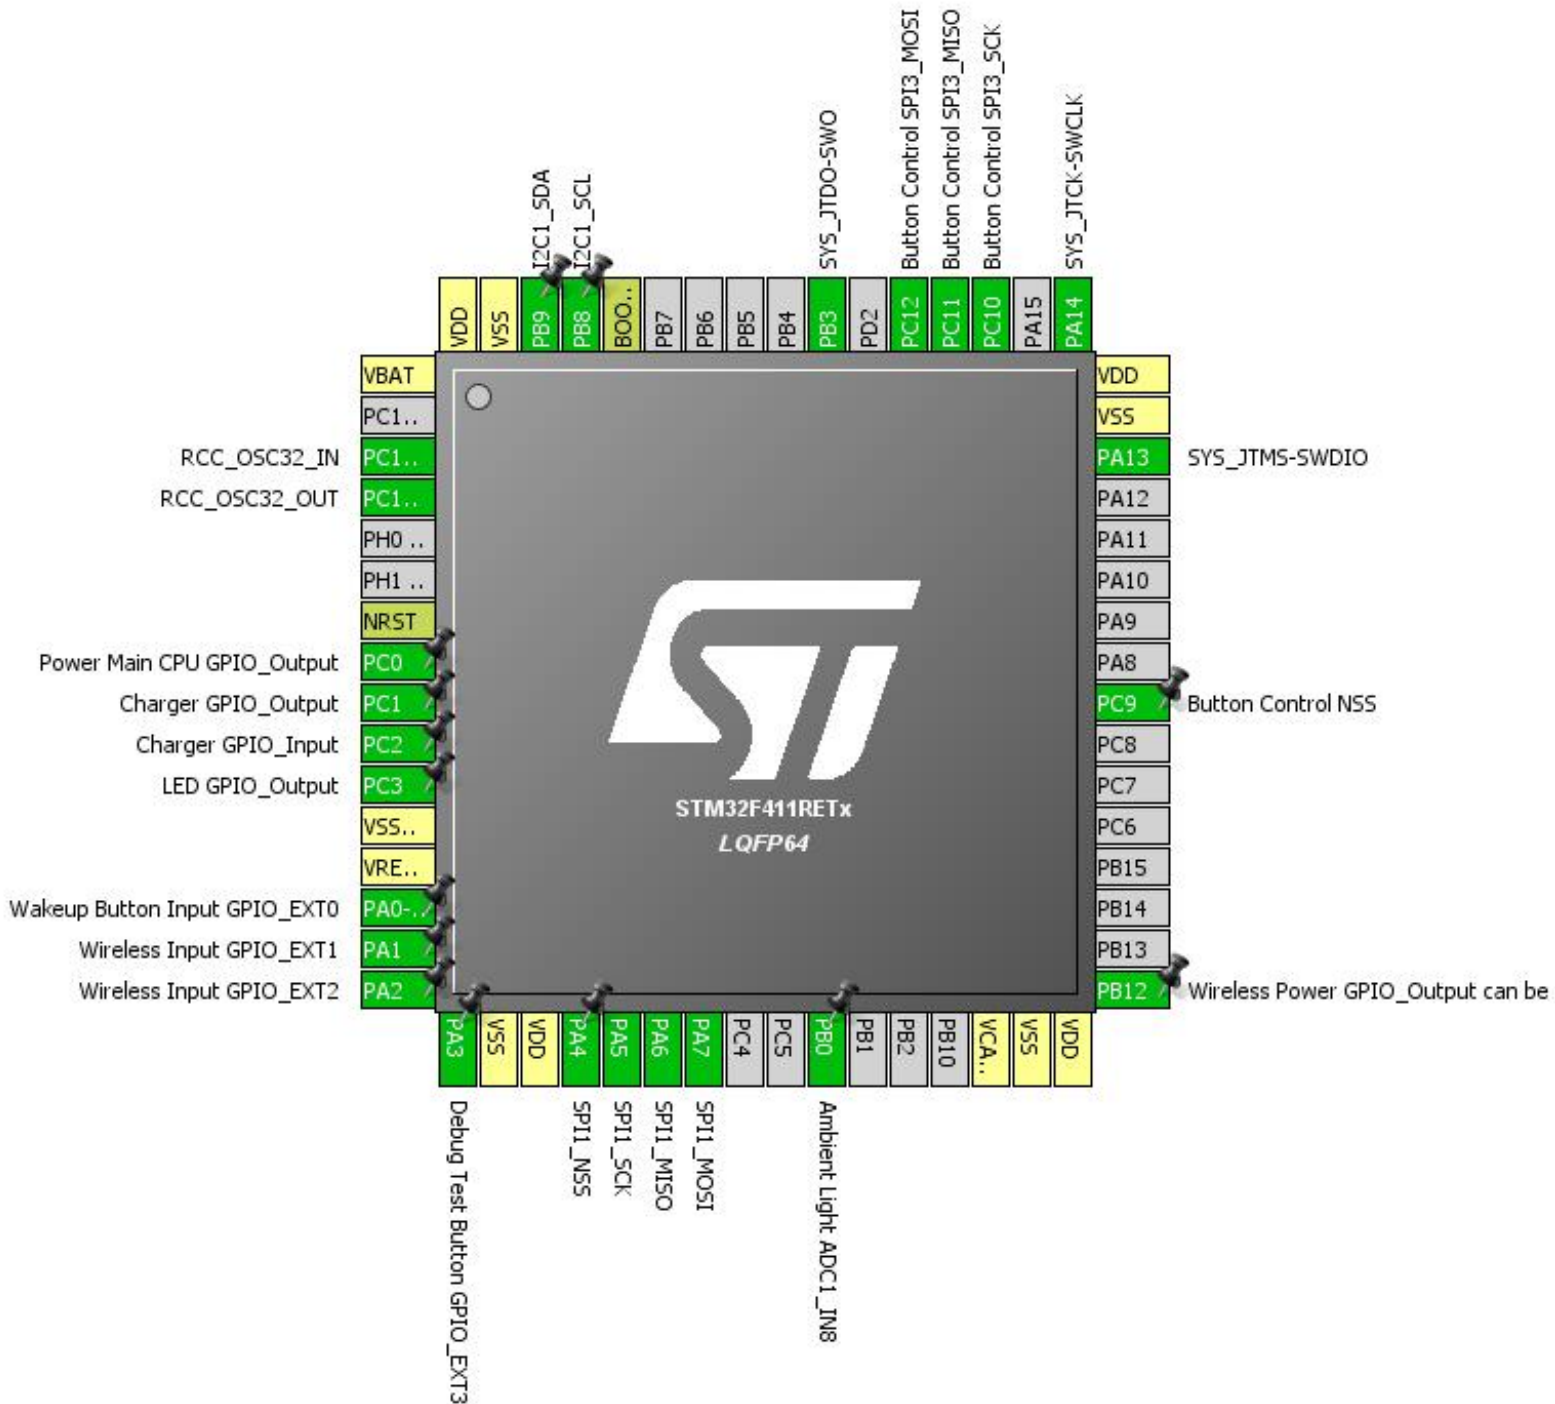 Button Control SPI3_MOSI
Button Control SPI3_MISO
Button Control SPI3_SCK
SYS_JTDO-SWO
SYS_JTCK-SWCLK
I2C1_SDA
I2C1_SCL
VDD
VSS
PB9
PB8
BOO..
PB7
PB6
PB5
PB4
PB3
PD2
PC12
PC11
PC10
PA15
PA14
VBAT
PC1..
RCC_OSC32_IN PC1..
RCC_OSC32_OUT PC1..
PH0 ..
PH1 ..
NRST
Power Main CPU GPIO_Output PC0
Charger GPIO_Output PC1
Charger GPIO_Input PC2
LED GPIO_Output PC3
VSS..
VRE..
Wakeup Button Input GPIO_EXT0 PA0-..
Wireless Input GPIO_EXT1 PA1
Wireless Input GPIO_EXT2 PA2
ST
STM32F411RETx
LQFP64
VDD
VSS
PA13 SYS_JTMS-SWDIO
PA12
PA11
PA10
PA9
PA8
PC9 Button Control NSS
PC8
PC7
PC6
PB15
PB14
PB13
PB12 Wireless Power GPIO_Output can be
PA3
VSS
VDD
PA4
PA5
PA6
PA7
PC4
PC5
PB0
PB1
PB2
PB10
VCA..
VSS
VDD
Debug Test Button GPIO_EXT3
SPI1_NSS
SPI1_SCK
SPI1_MISO
SPI1_MOSI
Ambient Light ADC1_IN8